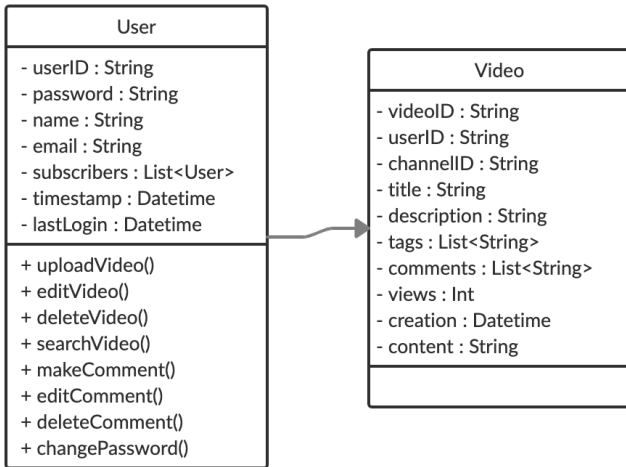 User
- userID : String
- password : String
- name : String
- email : String
- subscribers : List<User>
- timestamp : Datetime
- lastLogin : Datetime
+ uploadVideo()
+ editVideo()
+ deleteVideo()
+ searchVideo()
+ makeComment()
+ editComment()
+ deleteComment()
+ changePassword()
Video
- videoID : String
- userID : String
- channelID : String
- title : String
- description : String
- tags : List<String>
- comments : List<String>
- views : Int
- creation : Datetime
- content : String